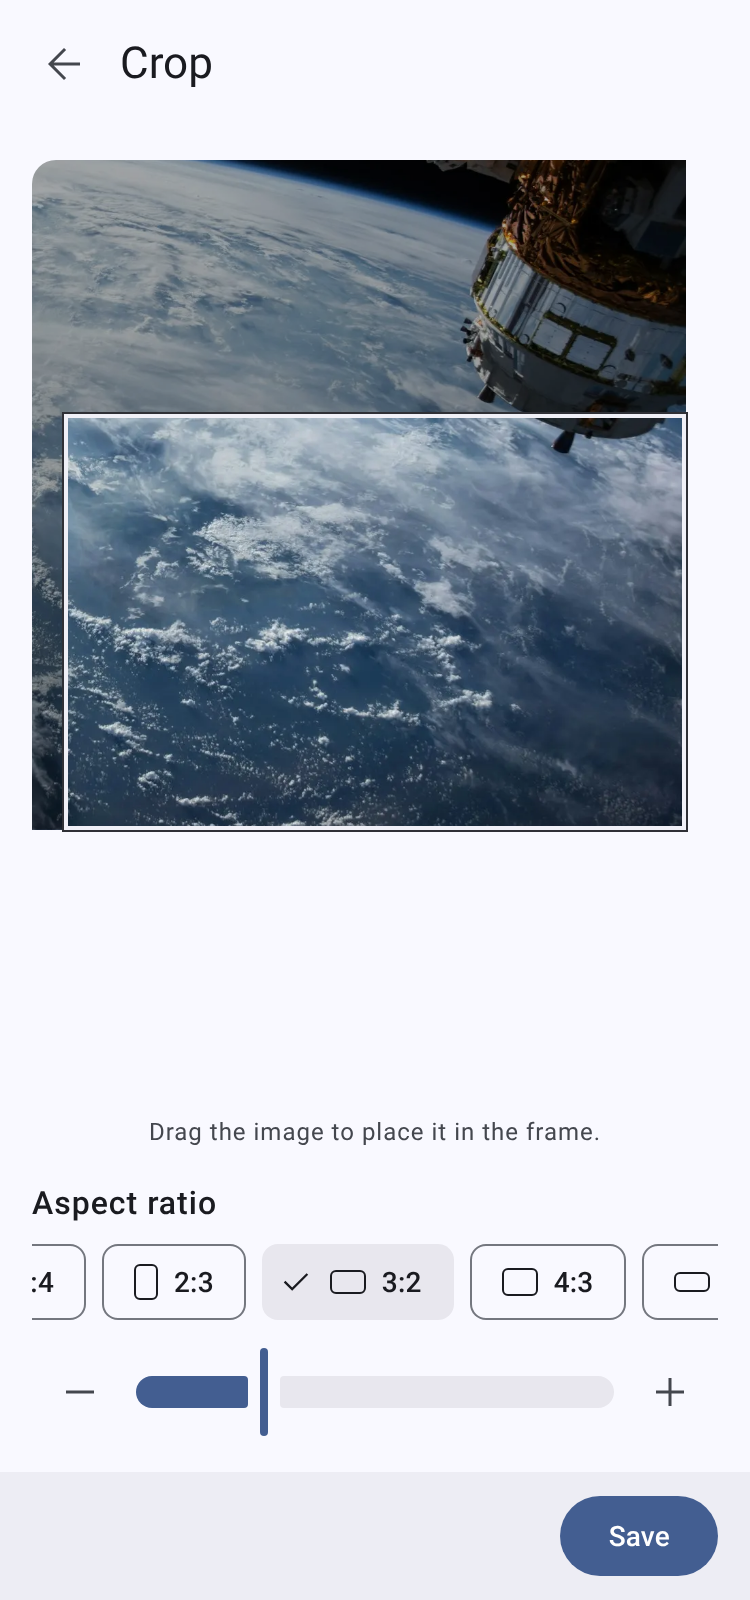 Crop
Drag the image to place it in the frame.
Aspect ratio
:4
2:3
3:2
4:3
Save